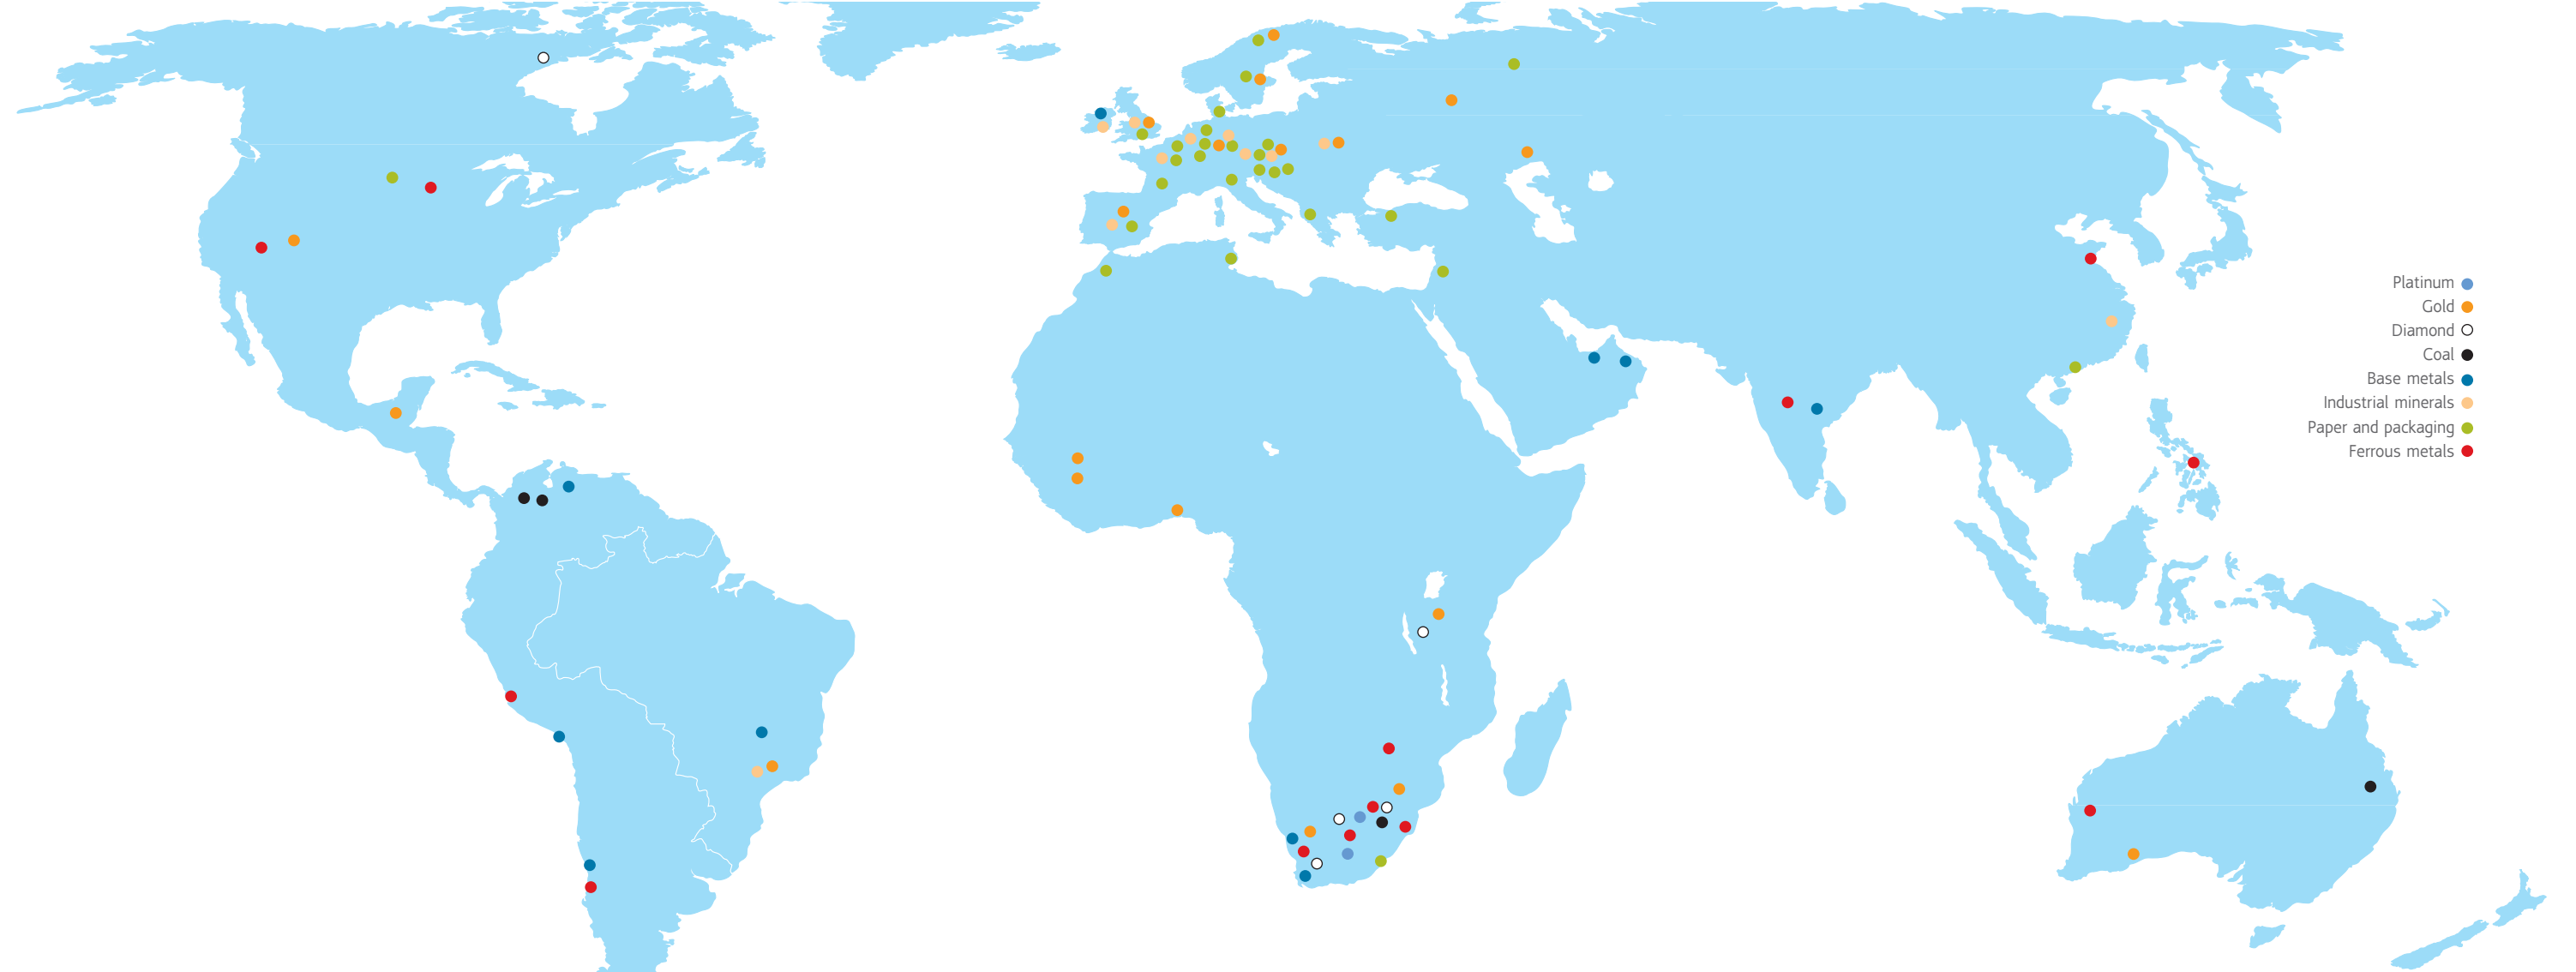 Platinum
Gold
Diamond
Coal
Base metals
Industrial minerals
Paper and packaging
Ferrous metals